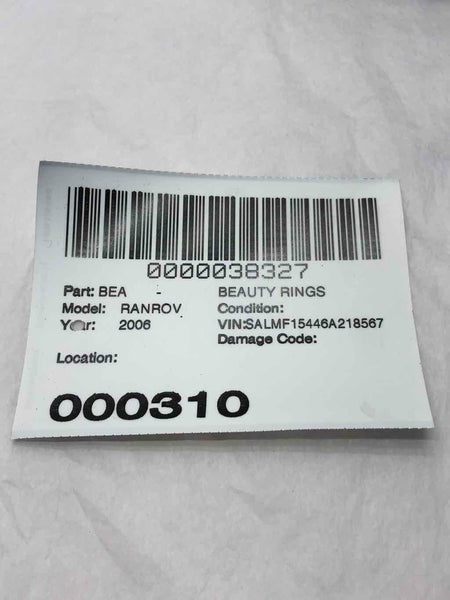 0000038327
Part: BEA - BEAUTY RINGS
Model: RANROV Condition:
Year: 2006 VIN:SALMF15446A218567
Damage Code:
Location:
000310